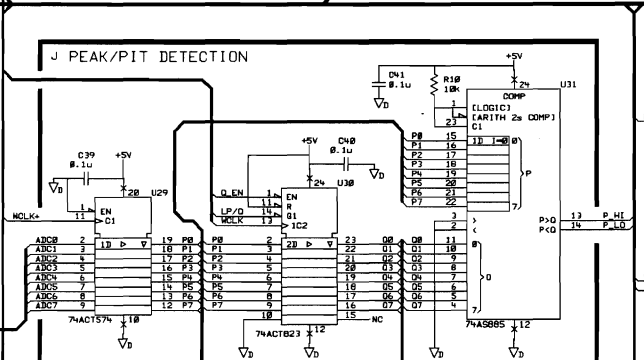 J PEAK/PIT DETECTION
+5V
C41
0.1u
R10
10k
24
U31
COMP
[LOGIC]
[ARITH 2s COMP]
C1
1
23
D
P0 15 1D 1=0 0
P1 16
P2 17
P3 18
P4 19
P5 20
P6 21
P7 22 7
P
C39
0.1u
+5V
20
U29
D
1 EN
WCLK+ 11 C1
+5V
C40
0.1u
24
U30
D
Q_EN 1 EN
11 R
LP/Q 14 G1
WCLK 13 1C2
3 >
2 <
P>Q 13 P_HI
P<Q 14 P_LO
ADC0 2 1D 19 P0 P0 2 2D 23 Q0 Q0 11 0
ADC1 3 18 P1 P1 3 22 Q1 Q1 10
ADC2 4 17 P2 P2 4 21 Q2 Q2 9
ADC3 5 16 P3 P3 5 20 Q3 Q3 8
ADC4 6 15 P4 P4 6 19 Q4 Q4 7
ADC5 7 14 P5 P5 7 18 Q5 Q5 6
ADC6 8 13 P6 P6 8 17 Q6 Q6 5
ADC7 9 12 P7 P7 9 16 Q7 Q7 4 7
Q
10 15 NC
74ACT574 10
74ACT823 12
74AS885 12
D D D D D